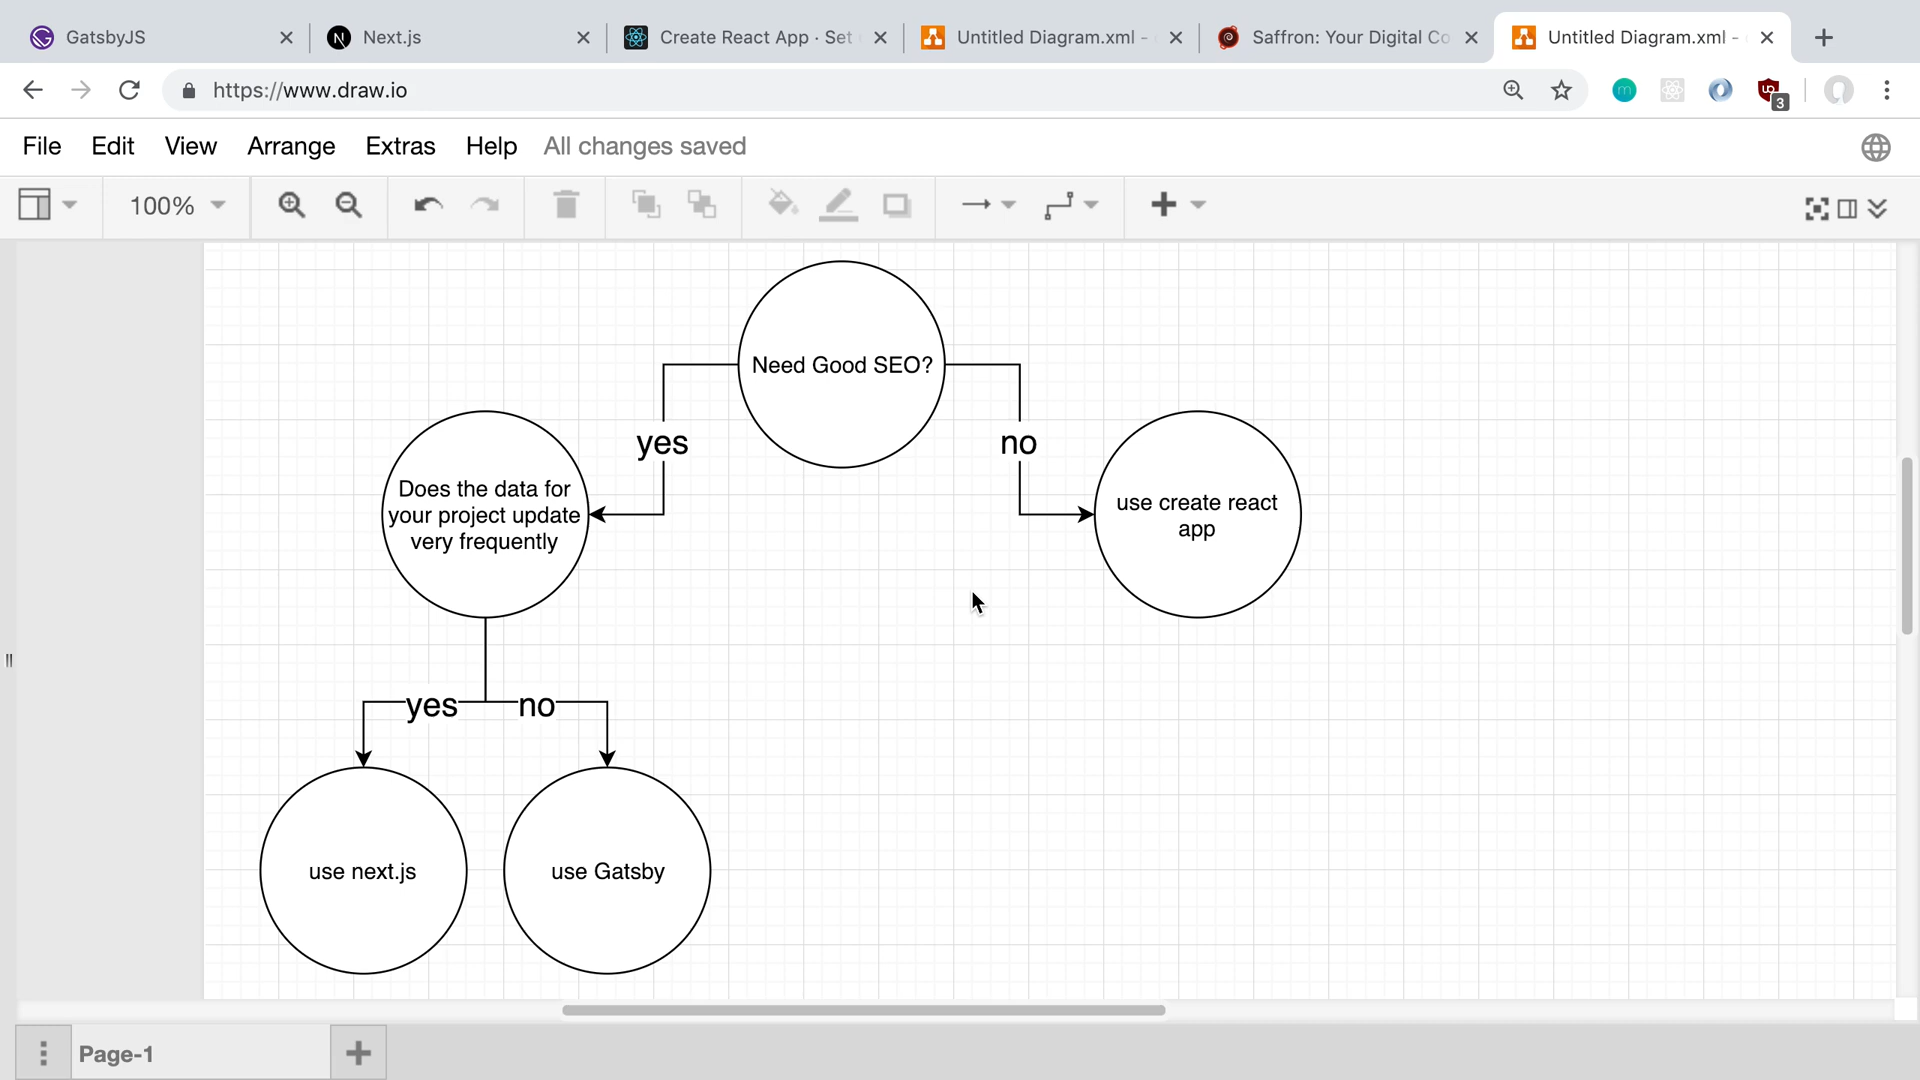 GatsbyJS
Next.js
Create React App · Set
Untitled Diagram.xml -
Saffron: Your Digital Co
Untitled Diagram.xml -
https://www.draw.io
3
File Edit View Arrange Extras Help All changes saved
100%
Need Good SEO?
yes
no
Does the data for
your project update
very frequently
use create react
app
yes
no
use next.js
use Gatsby
Page-1